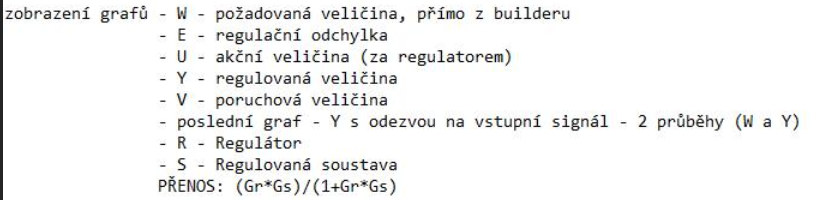 zobrazení grafů - W - požadovaná veličina, přímo z builderu
- E - regulační odchylka
- U - akční veličina (za regulatorem)
- Y - regulovaná veličina
- V - poruchová veličina
- poslední graf - Y s odezvou na vstupní signál - 2 průběhy (W a Y)
- R - Regulátor
- S - Regulovaná soustava
PŘENOS: (Gr*Gs)/(1+Gr*Gs)